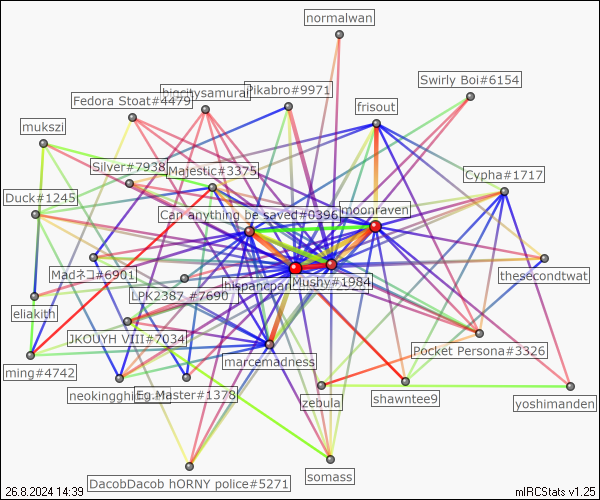 normalwan
Swirly Boi#6154
Pikabro#9971
Fedora Stoat#4479
frisout
mukszi
Silver#7938
Majestic#3375
Cypha#1717
Duck#1245
Can anything be saved#0396
moonraven
Madネコ#6901
LPK2387 #7690
Mushy#1984
thesecondtwat
eliakith
JKOUYH VIII#7034
marcemadness
Pocket Persona#3326
ming#4742
Eg.Master#1378
zebula
shawntee9
yoshimanden
DacobDacob hORNY police#5271
somass
26.8.2024 14:39
mIRCStats v1.25